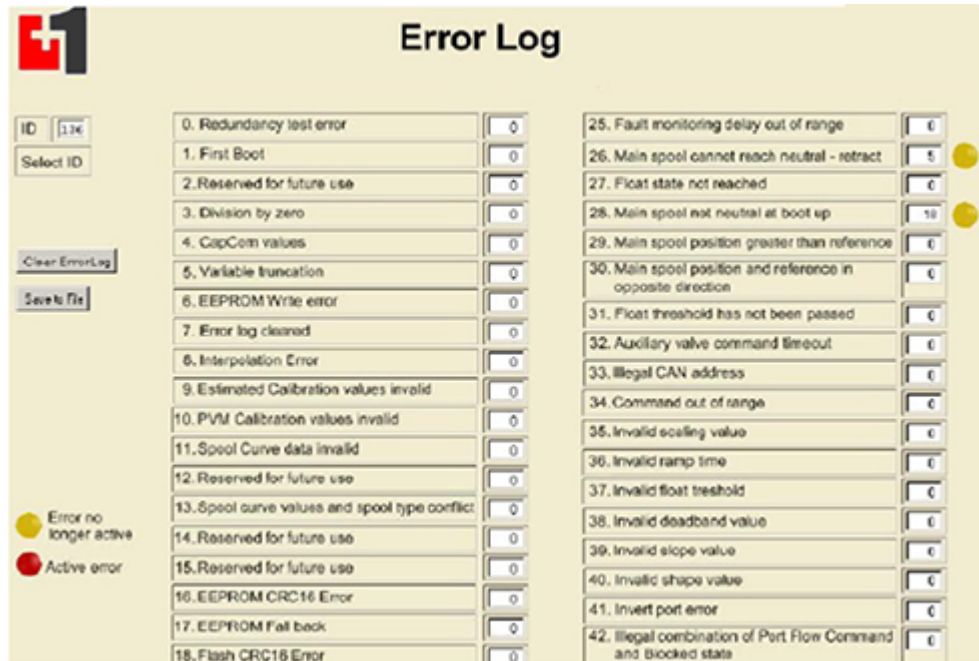 +1
Error Log
ID 136
Select ID
Clear ErrorLog
Save to File
Error no
longer active
Active error
0. Redundancy test error 0
1. First Boot 0
2. Reserved for future use 0
3. Division by zero 0
4. CapCom values 0
5. Variable truncation 0
6. EEPROM Write error 0
7. Error log cleared 0
8. Interpolation Error 0
9. Estimated Calibration values invalid 0
10. PVM Calibration values invalid 0
11. Spool Curve data invalid 0
12. Reserved for future use 0
13. Spool curve values and spool type conflict 0
14. Reserved for future use 0
15. Reserved for future use 0
16. EEPROM CRC16 Error 0
17. EEPROM Fall back 0
18. Flash CRC16 Error 0
25. Fault monitoring delay out of range 0
26. Main spool cannot reach neutral - retract 5
27. Float state not reached 0
28. Main spool not neutral at boot up 18
29. Main spool position greater than reference 0
30. Main spool position and reference in 0
opposite direction
31. Float threshold has not been passed 0
32. Auxiliary valve command timeout 0
33. Illegal CAN address 0
34. Command out of range 0
35. Invalid scaling value 0
36. Invalid ramp time 0
37. Invalid float treshold 0
38. Invalid deadband value 0
39. Invalid slope value 0
40. Invalid shape value 0
41. Invert port error 0
42. Illegal combination of Port Flow Command 0
and Blocked state